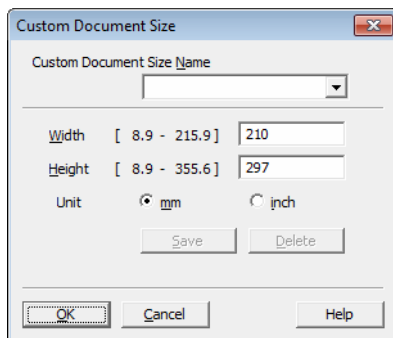 Custom Document Size
Custom Document Size Name
Width [ 8.9 - 215.9 ] 210
Height [ 8.9 - 355.6 ] 297
Unit mm inch
Save Delete
OK Cancel Help